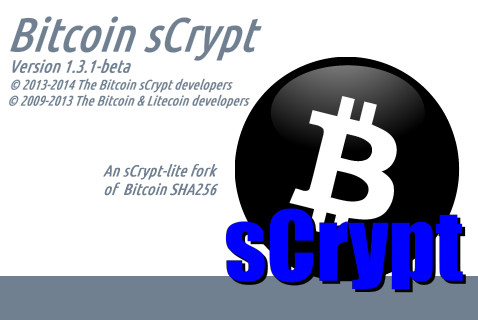 Bitcoin sCrypt
Version 1.3.1-beta
© 2013-2014 The Bitcoin sCrypt developers
© 2009-2013 The Bitcoin & Litecoin developers
An sCrypt-lite fork
of Bitcoin SHA256
sCrypt